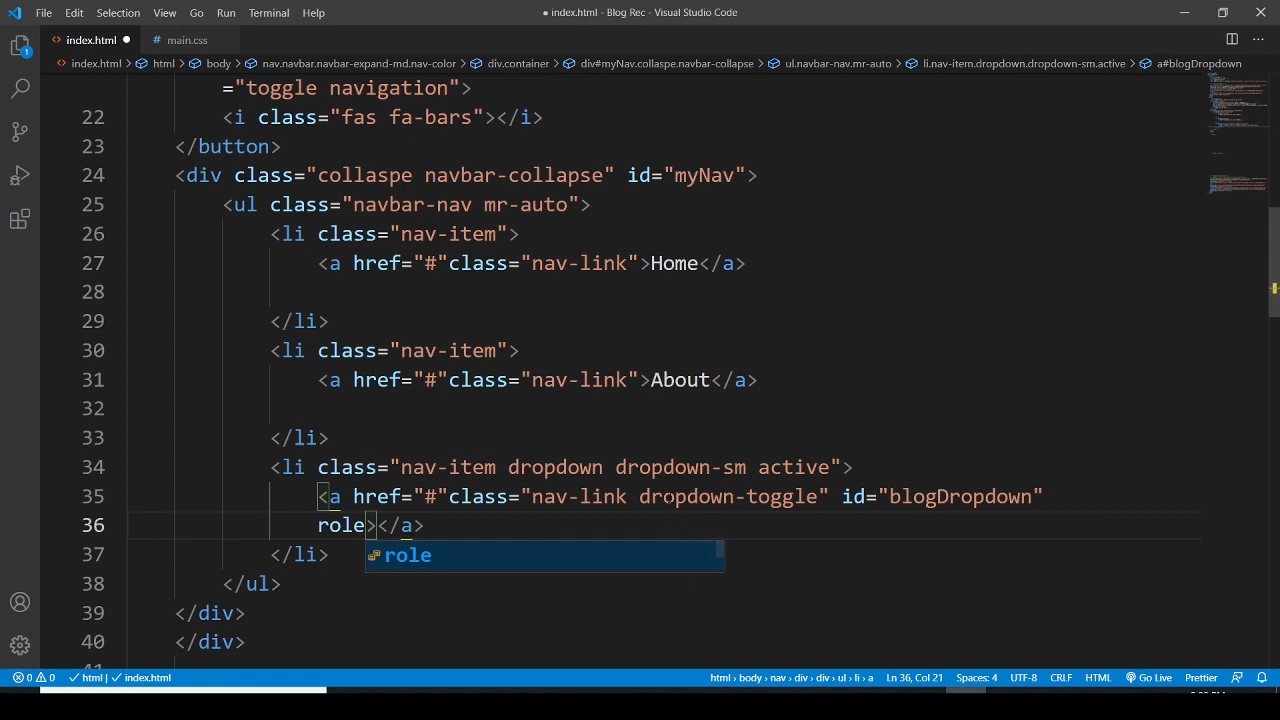 File Edit Selection View Go Run Terminal Help ● index.html - Blog Rec - Visual Studio Code
index.html ● main.css
index.html > html > body > nav.navbar.navbar-expand-md.nav-color > div.container > div#myNav.collaspe.navbar-collapse > ul.navbar-nav.mr-auto > li.nav-item.dropdown.dropdown-sm.active > a#blogDropdown
="toggle navigation">
22 <i class="fas fa-bars"></i>
23 </button>
24 <div class="collaspe navbar-collapse" id="myNav">
25 <ul class="navbar-nav mr-auto">
26 <li class="nav-item">
27 <a href="#"class="nav-link">Home</a>
28
29 </li>
30 <li class="nav-item">
31 <a href="#"class="nav-link">About</a>
32
33 </li>
34 <li class="nav-item dropdown dropdown-sm active">
35 <a href="#"class="nav-link dropdown-toggle" id="blogDropdown"
36 role></a>
role
37 </li>
38 </ul>
39 </div>
40 </div>
0 0 html | index.html html > body > nav > div > div > ul > li > a Ln 36, Col 21 Spaces: 4 UTF-8 CRLF HTML Go Live Prettier